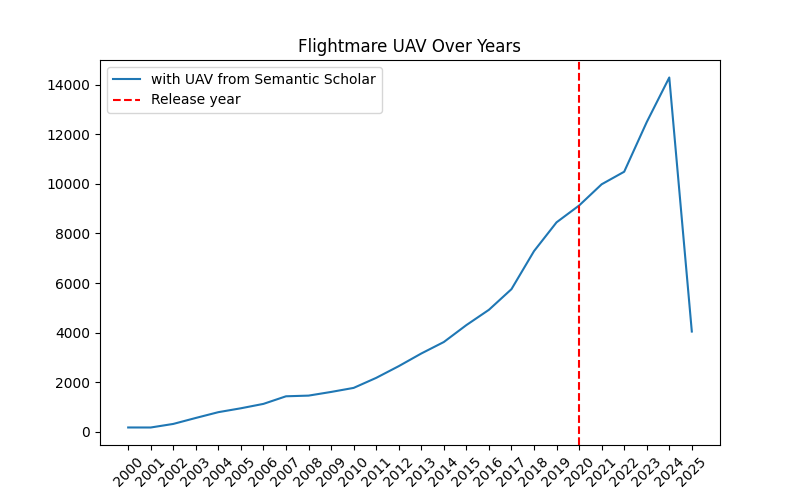 Flightmare UAV Over Years
with UAV from Semantic Scholar
Release year
14000
12000
10000
8000
6000
4000
2000
0
2000 2001 2002 2003 2004 2005 2006 2007 2008 2009 2010 2011 2012 2013 2014 2015 2016 2017 2018 2019 2020 2021 2022 2023 2024 2025